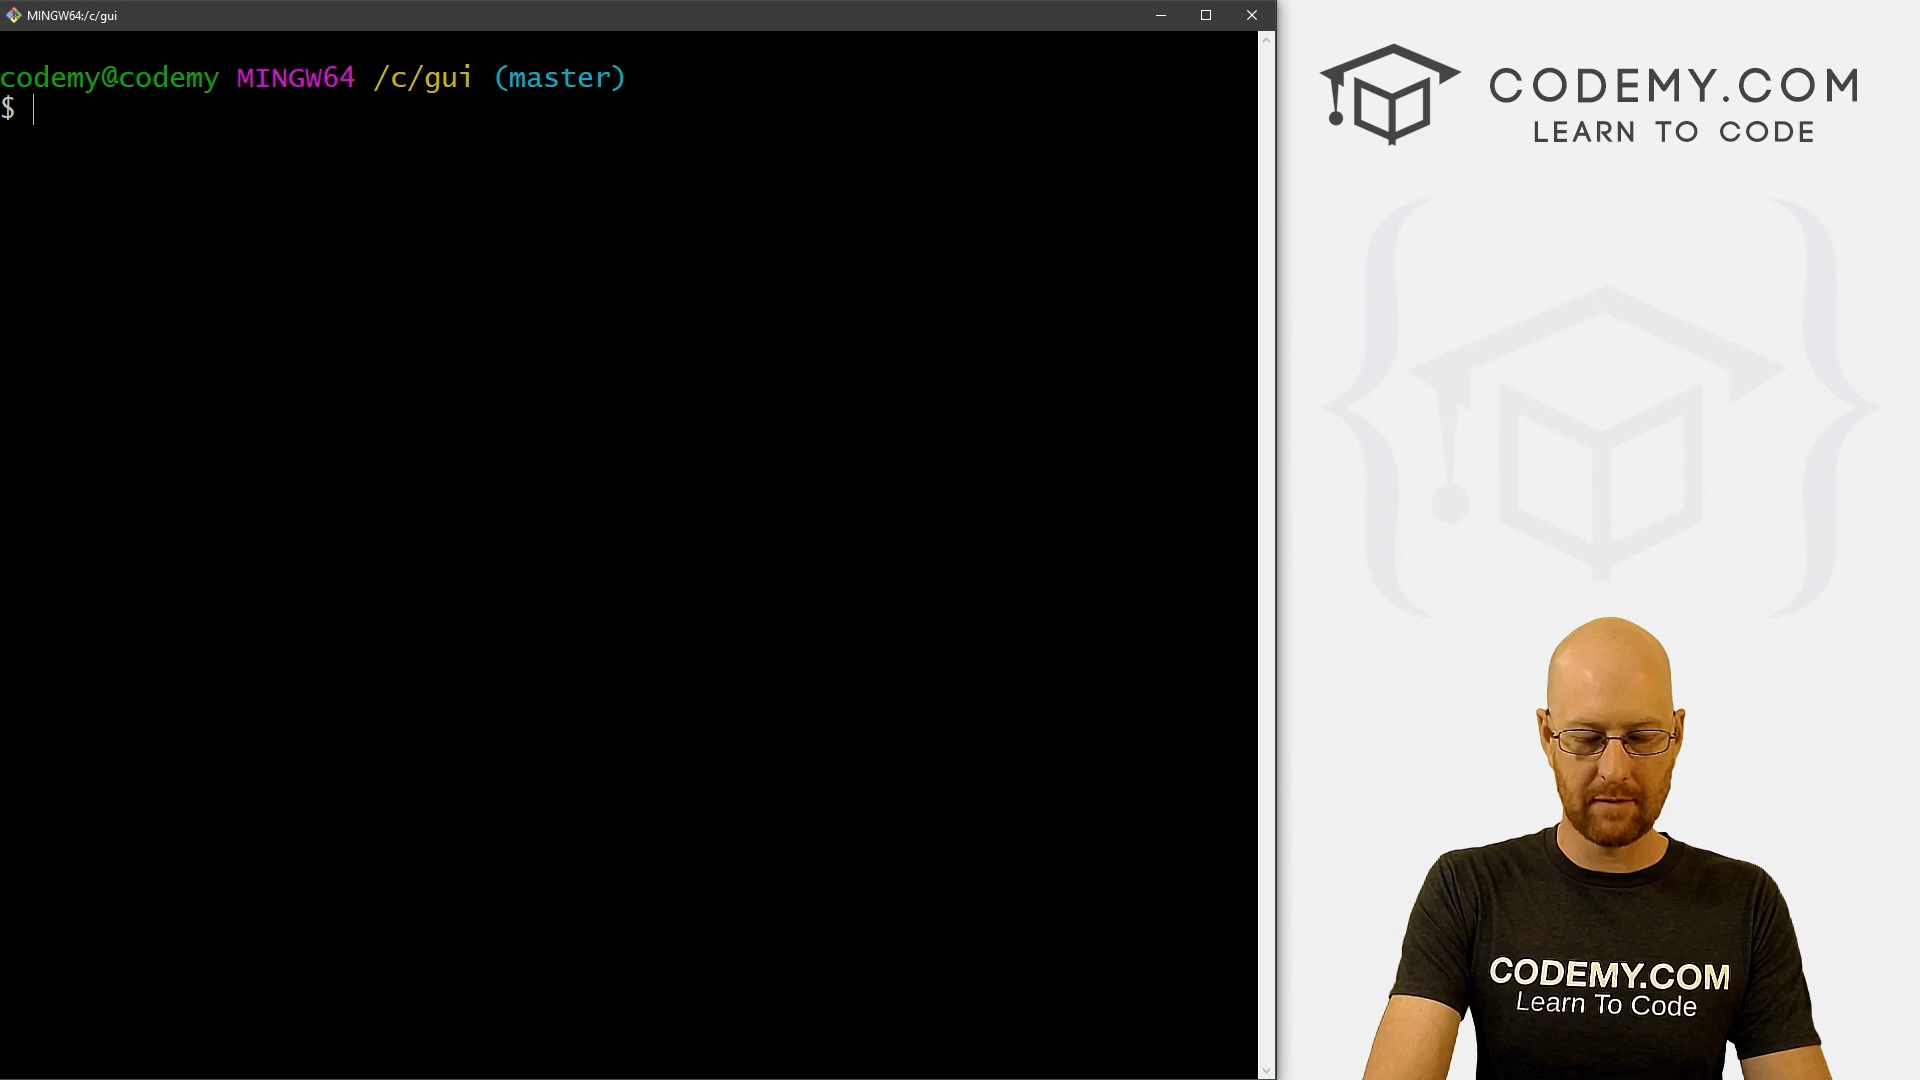 MINGW64:/c/gui
codemy@codemy MINGW64 /c/gui (master)
$
CODEMY.COM
LEARN TO CODE
CODEMY.COM
Learn To Code